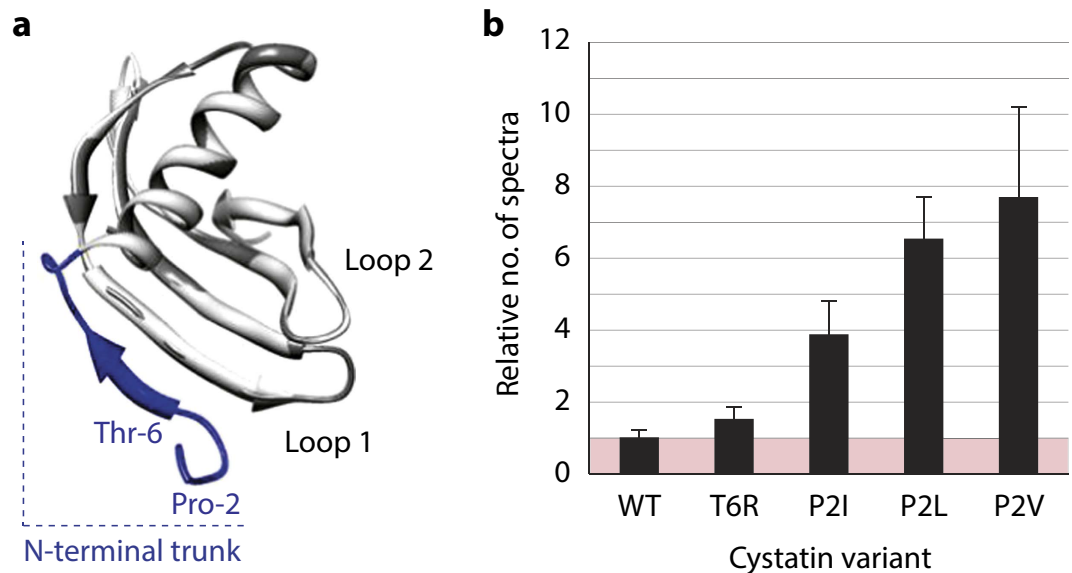 a
Loop 2
Thr-6
Loop 1
Pro-2
N-terminal trunk
b
Relative no. of spectra
12
10
8
6
4
2
0
WT T6R P2I P2L P2V
Cystatin variant